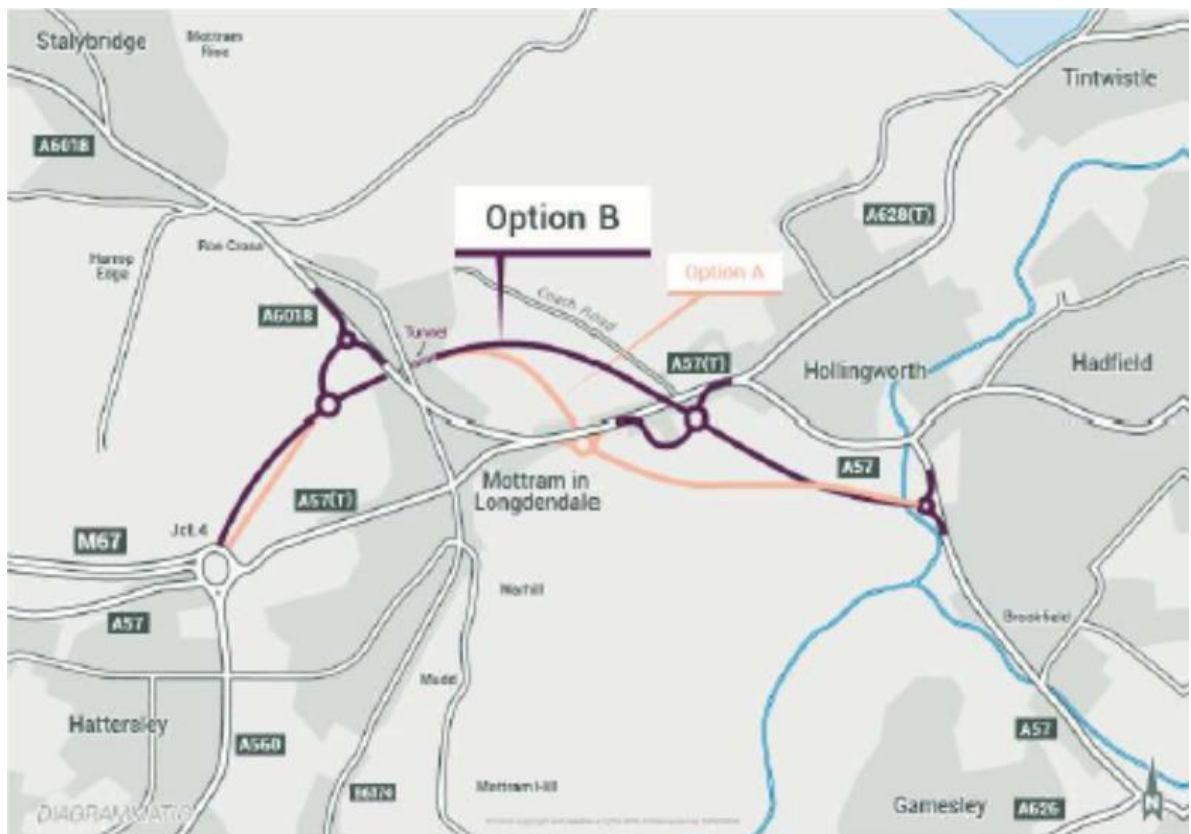 Stalybridge
Mottram
Rise
Tintwistle
A6018
Option B
A628(T)
Roe Cross
Harrop
Edge
Option A
Coach Road
A6018
Tunnel
A57(T)
Hollingworth
Hadfield
A57
Mottram in
Longdendale
A57(T)
Jct.4
M67
Warhill
A57
Brookfield
Mudd
Hattersley
A57
A560
Mottram Hill
B6174
Gamesley
N
A626
DIAGRAMMATIC